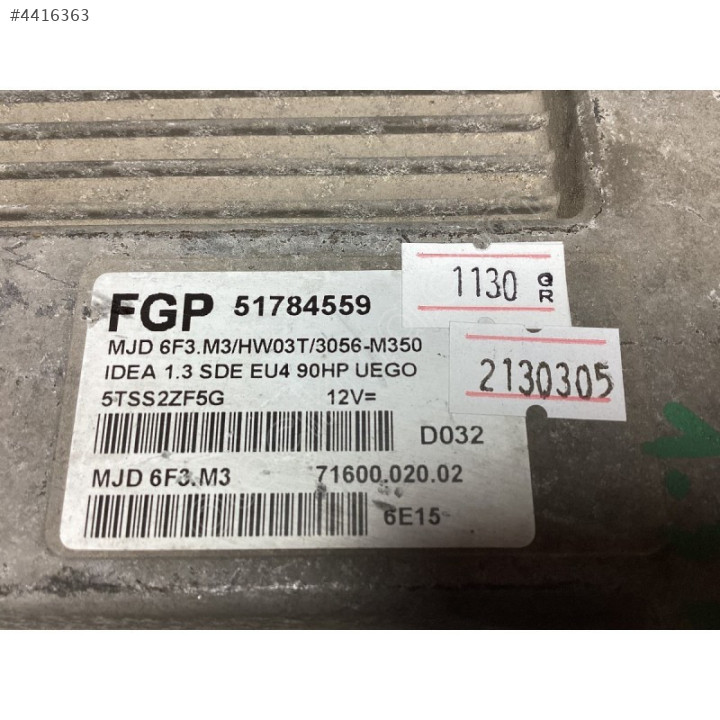 #4416363
FGP 51784559
1130 GR
MJD 6F3.M3/HW03T/3056-M350
IDEA 1.3 SDE EU4 90HP UEGO
2130305
5TSS2ZF5G 12V=
D032
MJD 6F3.M3 71600.020.02
6E15